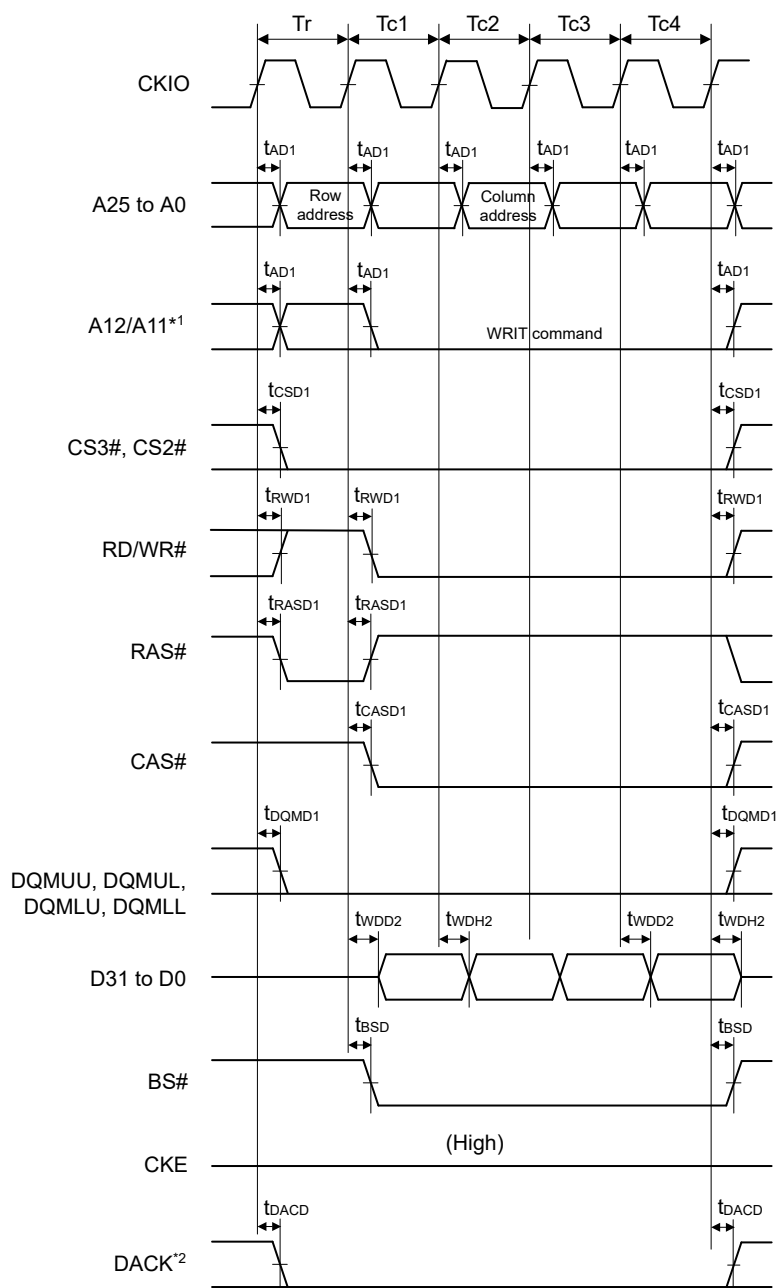 Tr Tc1 Tc2 Tc3 Tc4
CKIO
tAD1 tAD1 tAD1 tAD1 tAD1 tAD1
A25 to A0
Row
address
Column
address
tAD1 tAD1 tAD1
A12/A11*1
WRIT command
tCSD1 tCSD1
CS3#, CS2#
tRWD1 tRWD1 tRWD1
RD/WR#
tRASD1 tRASD1
RAS#
tCASD1 tCASD1
CAS#
tDQMD1 tDQMD1
DQMUU, DQMUL,
DQMLU, DQMLL
tWDD2 tWDH2 tWDD2 tWDH2
D31 to D0
tBSD tBSD
BS#
(High)
CKE
tDACD tDACD
DACK*2